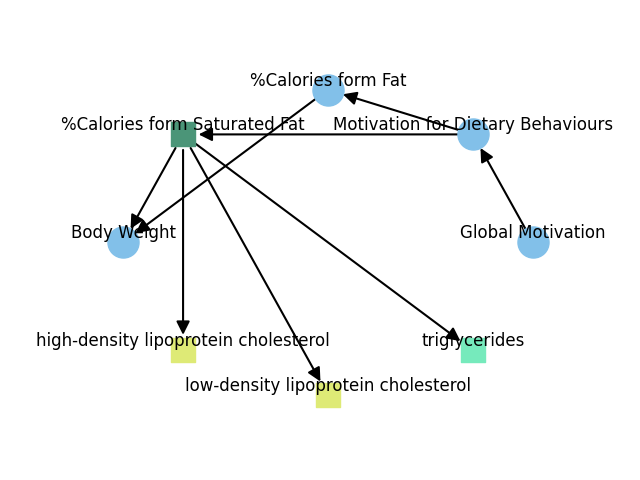 %Calories form Fat
%Calories form Saturated Fat
Motivation for Dietary Behaviours
Body Weight
Global Motivation
high-density lipoprotein cholesterol
triglycerides
low-density lipoprotein cholesterol